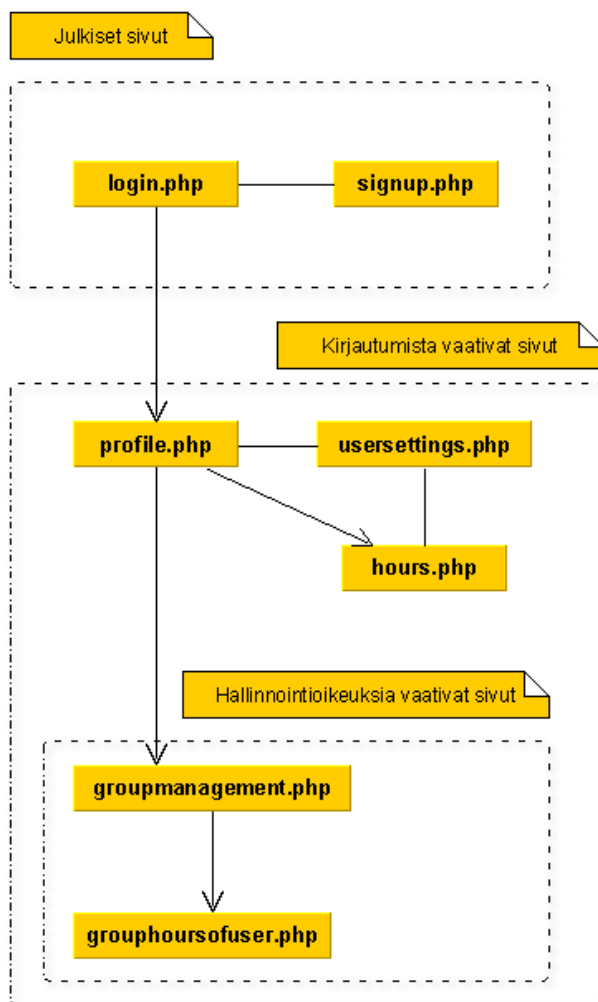 Julkiset sivut
login.php
signup.php
Kirjautumista vaativat sivut
profile.php
usersettings.php
hours.php
Hallinnointioikeuksia vaativat sivut
groupmanagement.php
grouphoursofuser.php